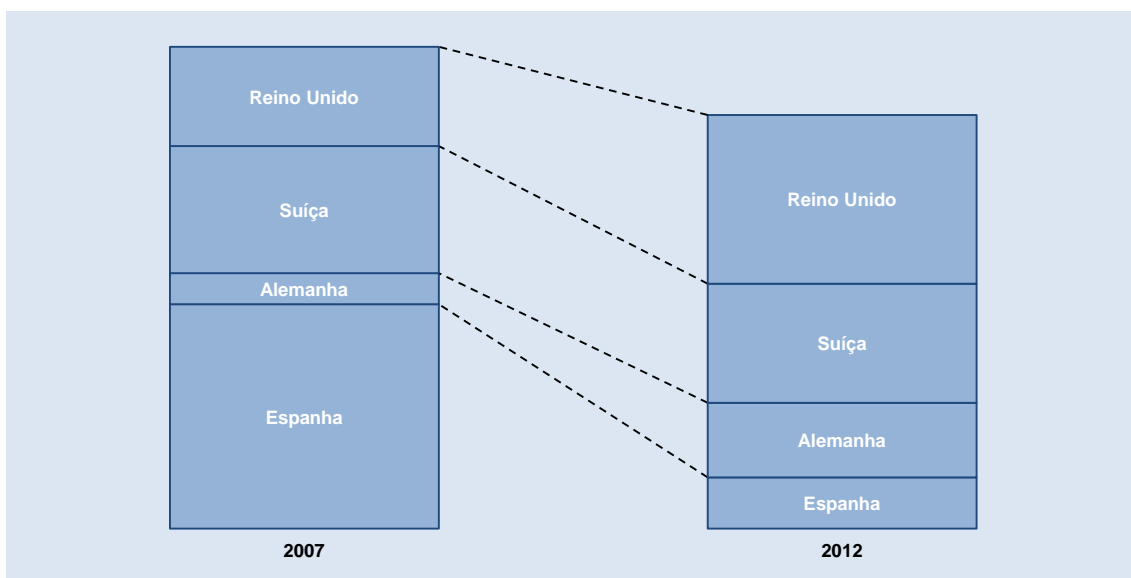 Reino Unido
Suíça
Alemanha
Espanha
2007
Reino Unido
Suíça
Alemanha
Espanha
2012